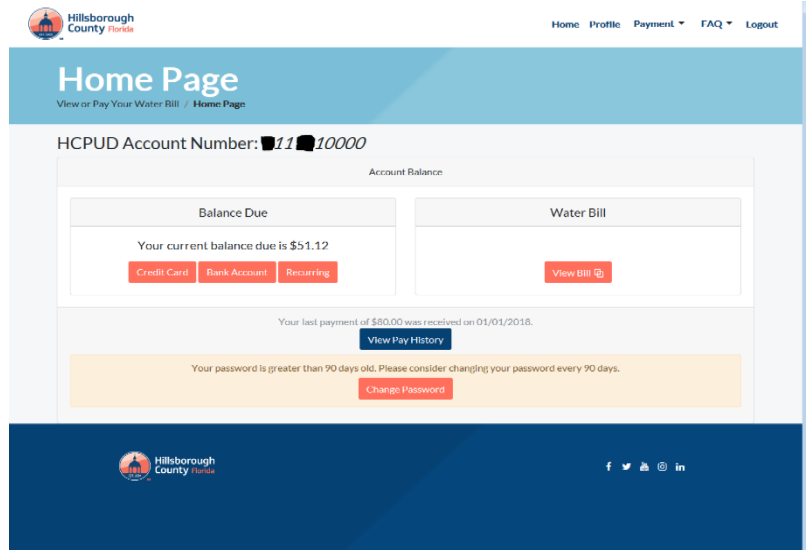 Hillsborough
County Florida
Home Profile Payment FAQ Logout
Home Page
View or Pay Your Water Bill / Home Page
HCPUD Account Number: 11 10000
Account Balance
Balance Due
Your current balance due is $51.12
Credit Card Bank Account Recurring
Water Bill
View Bill
Your last payment of $80.00 was received on 01/01/2018.
View Pay History
Your password is greater than 90 days old. Please consider changing your password every 90 days.
Change Password
Hillsborough
County Florida